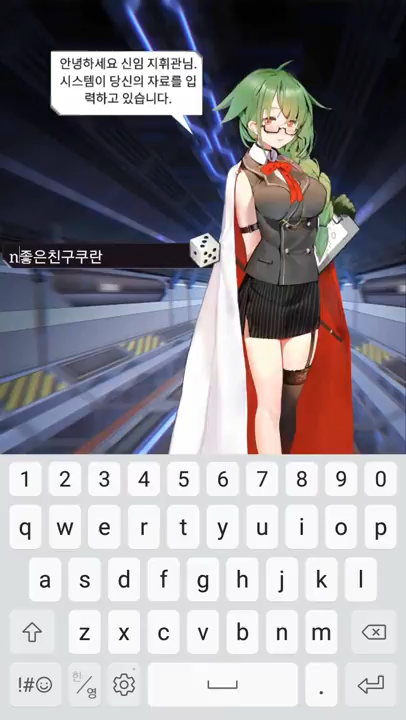 안녕하세요 신임 지휘관님.
시스템이 당신의 자료를 입
력하고 있습니다.
n좋은친구쿠란
1 2 3 4 5 6 7 8 9 0
q w e r t y u i o p
a s d f g h j k l
z x c v b n m
!#☺ 한/영 .